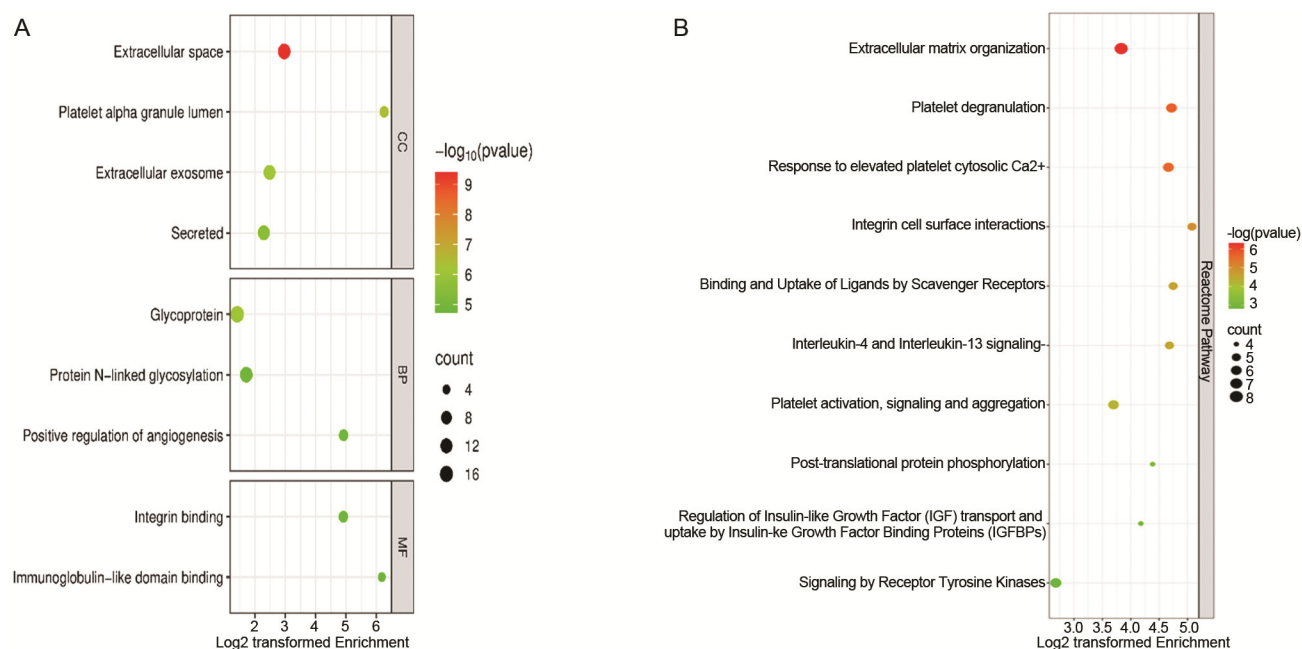 A
Extracellular space
Platelet alpha granule lumen
Extracellular exosome
Secreted
CC
Glycoprotein
Protein N-linked glycosylation
Positive regulation of angiogenesis
BP
Integrin binding
Immunoglobulin-like domain binding
MF
2 3 4 5 6
Log2 transformed Enrichment
−log10(pvalue)
9
8
7
6
5
count
4
8
12
16
B
Extracellular matrix organization
Platelet degranulation
Response to elevated platelet cytosolic Ca2+
Integrin cell surface interactions
Binding and Uptake of Ligands by Scavenger Receptors
Interleukin-4 and Interleukin-13 signaling-
Platelet activation, signaling and aggregation
Post-translational protein phosphorylation
Regulation of Insulin-like Growth Factor (IGF) transport and
uptake by Insulin-ke Growth Factor Binding Proteins (IGFBPs)
Signaling by Receptor Tyrosine Kinases
Reactome Pathway
3.0 3.5 4.0 4.5 5.0
Log2 transformed Enrichment
-log(pvalue)
6
5
4
3
count
4
5
6
7
8